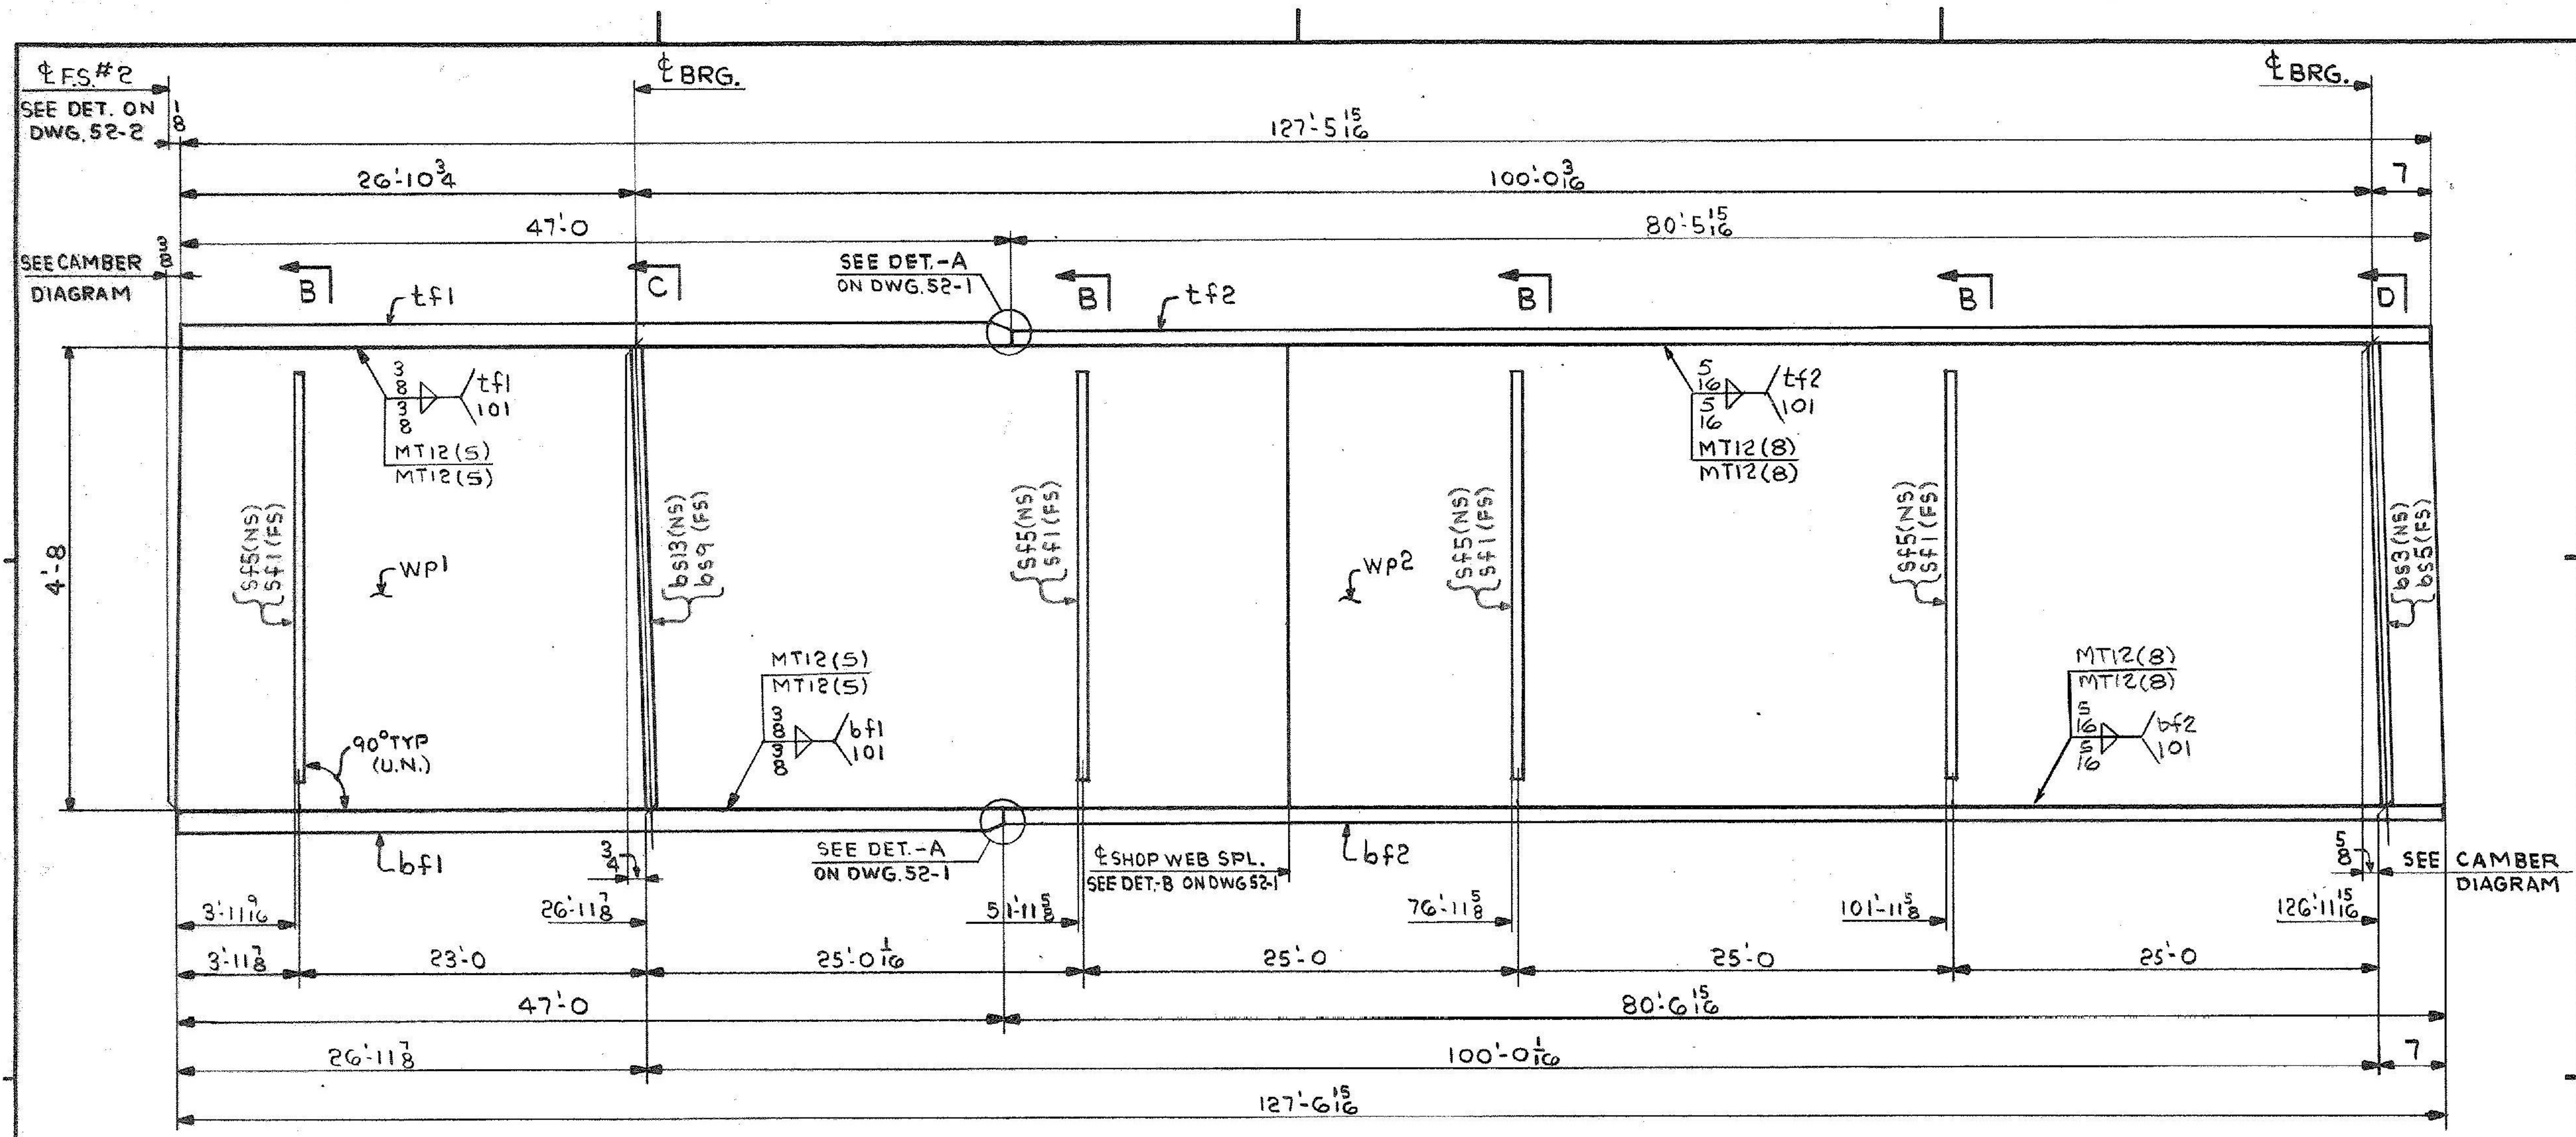 ℄ F.S. #2
SEE DET. ON
DWG. 52-2
1/8
℄ BRG.
℄ BRG.
127'-5 15/16
26'-10 3/4
100'-0 3/16
7
47'-0
80'-5 15/16
SEE CAMBER
DIAGRAM
3/8
B
tf1
C
SEE DET.-A
ON DWG. 52-1
B
tf2
B
B
D
3/8
3/8
tf1
101
MT12(5)
MT12(5)
5/16
5/16
tf2
101
MT12(8)
MT12(8)
4'-8
sf5(NS)
sf1(FS)
wp1
bs13(NS)
bs9(FS)
sf5(NS)
sf1(FS)
wp2
sf5(NS)
sf1(FS)
sf5(NS)
sf1(FS)
bs3(NS)
bs5(FS)
90° TYP
(U.N.)
MT12(5)
MT12(5)
3/8
3/8
bf1
101
MT12(8)
MT12(8)
5/16
5/16
bf2
101
bf1
3/4
SEE DET.-A
ON DWG. 52-1
℄ SHOP WEB SPL.
SEE DET.-B ON DWG 52-1
bf2
5/8
SEE CAMBER
DIAGRAM
3'-11 9/16
26'-11 7/8
51'-11 5/8
76'-11 5/8
101'-11 5/8
126'-11 15/16
3'-11 7/8
23'-0
25'-0 1/16
25'-0
25'-0
25'-0
47'-0
80'-6 15/16
26'-11 7/8
100'-0 1/16
7
127'-6 15/16